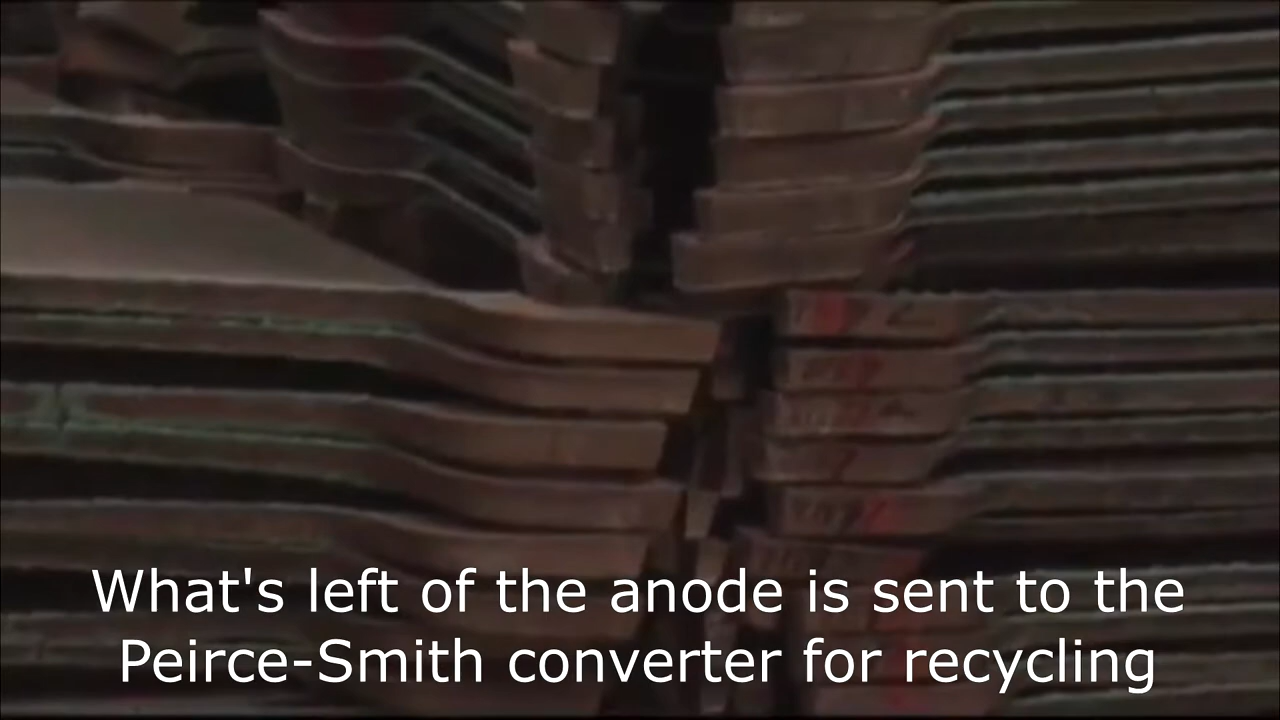 What's left of the anode is sent to the
Peirce-Smith converter for recycling